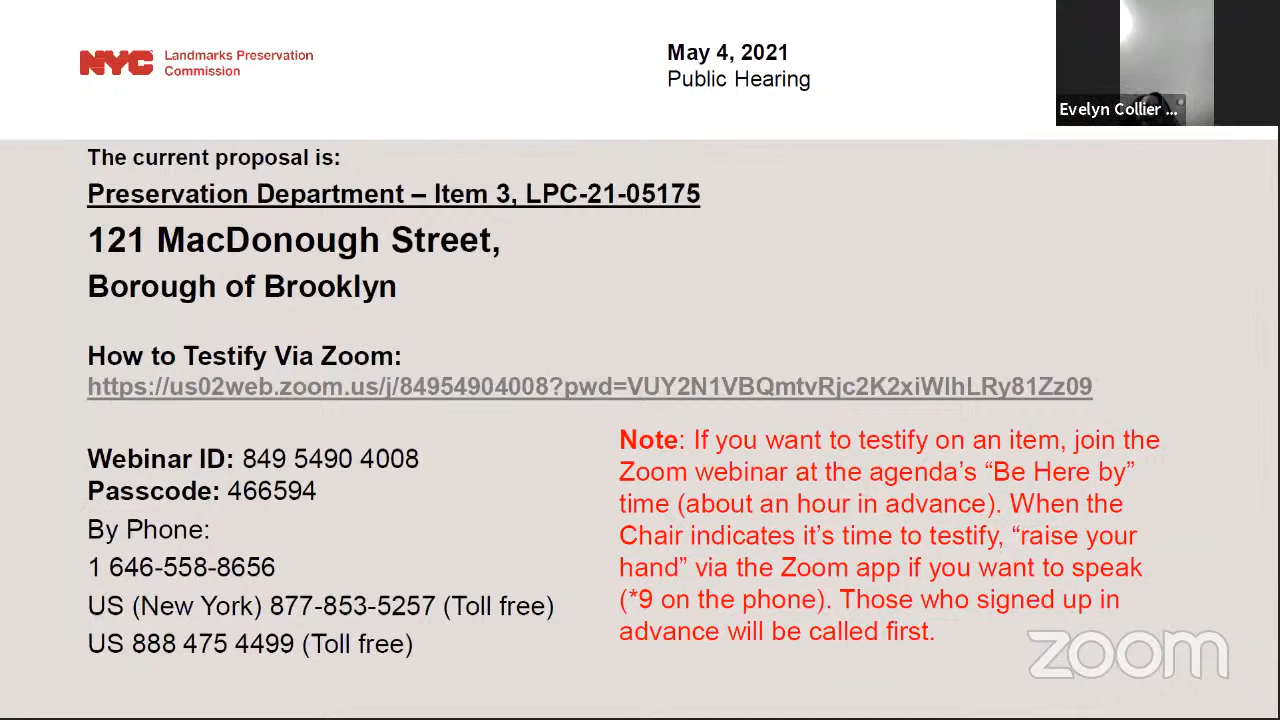 NYC Landmarks Preservation
Commission
May 4, 2021
Public Hearing
Evelyn Collier ...
The current proposal is:
Preservation Department – Item 3, LPC-21-05175
121 MacDonough Street,
Borough of Brooklyn
How to Testify Via Zoom:
https://us02web.zoom.us/j/84954904008?pwd=VUY2N1VBQmtvRjc2K2xiWlhLRy81Zz09
Webinar ID: 849 5490 4008
Passcode: 466594
By Phone:
1 646-558-8656
US (New York) 877-853-5257 (Toll free)
US 888 475 4499 (Toll free)
Note: If you want to testify on an item, join the
Zoom webinar at the agenda’s “Be Here by”
time (about an hour in advance). When the
Chair indicates it’s time to testify, “raise your
hand” via the Zoom app if you want to speak
(*9 on the phone). Those who signed up in
advance will be called first.
zoom